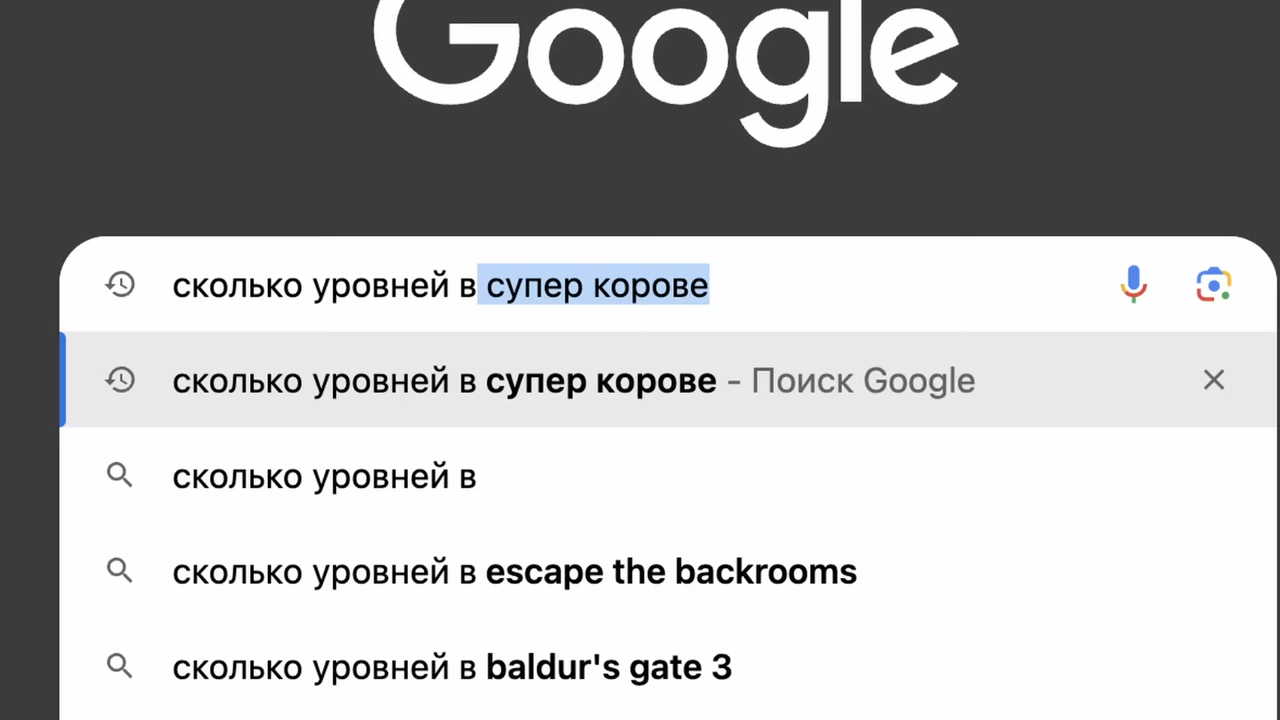 Google
сколько уровней в супер корове
сколько уровней в супер корове - Поиск Google
сколько уровней в
сколько уровней в escape the backrooms
сколько уровней в baldur's gate 3